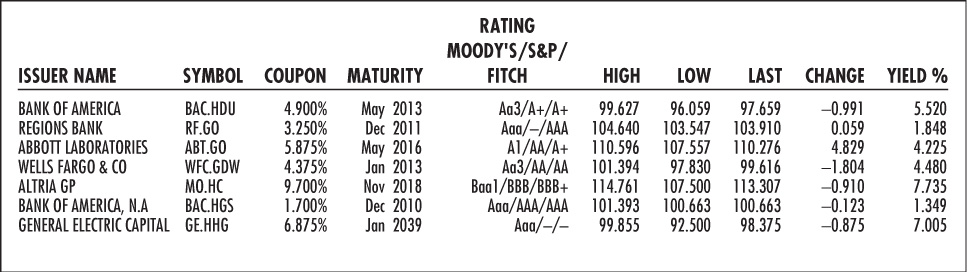 RATING
MOODY'S/S&P/
ISSUER NAME SYMBOL COUPON MATURITY FITCH HIGH LOW LAST CHANGE YIELD %
BANK OF AMERICA BAC.HDU 4.900% May 2013 Aa3/A+/A+ 99.627 96.059 97.659 –0.991 5.520
REGIONS BANK RF.GO 3.250% Dec 2011 Aaa/–/AAA 104.640 103.547 103.910 0.059 1.848
ABBOTT LABORATORIES ABT.GO 5.875% May 2016 A1/AA/A+ 110.596 107.557 110.276 4.829 4.225
WELLS FARGO & CO WFC.GDW 4.375% Jan 2013 Aa3/AA/AA 101.394 97.830 99.616 –1.804 4.480
ALTRIA GP MO.HC 9.700% Nov 2018 Baa1/BBB/BBB+ 114.761 107.500 113.307 –0.910 7.735
BANK OF AMERICA, N.A BAC.HGS 1.700% Dec 2010 Aaa/AAA/AAA 101.393 100.663 100.663 –0.123 1.349
GENERAL ELECTRIC CAPITAL GE.HHG 6.875% Jan 2039 Aaa/–/– 99.855 92.500 98.375 –0.875 7.005